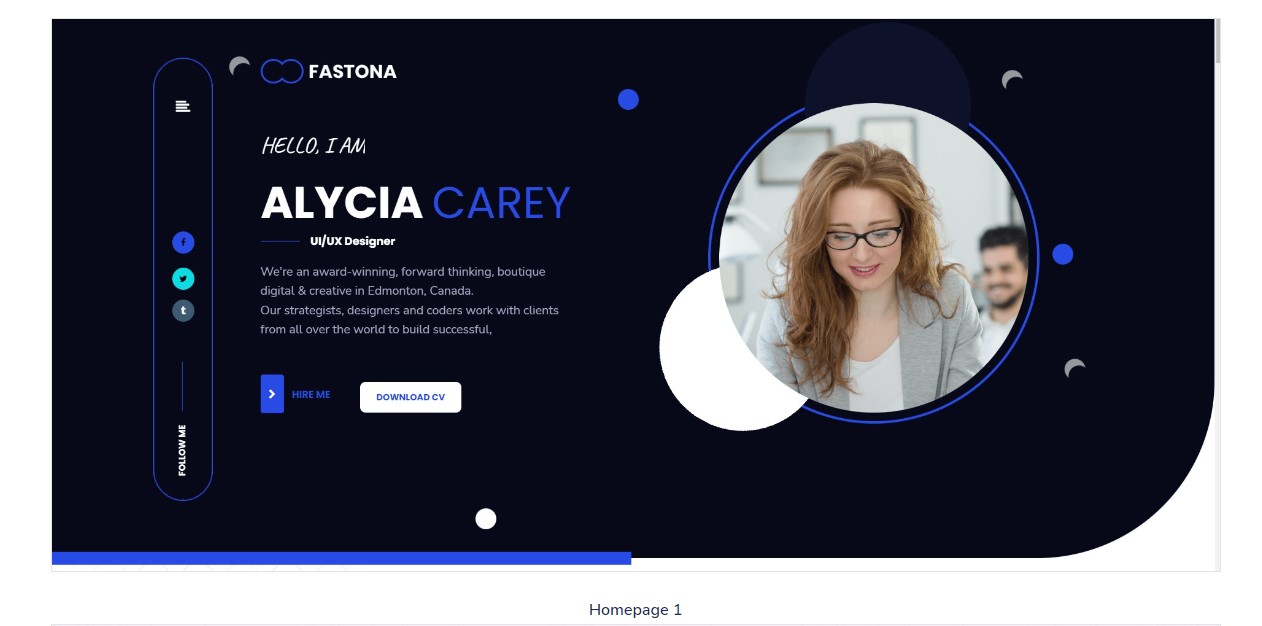 FASTONA
HELLO, I AM
ALYCIA CAREY
UI/UX Designer
We're an award-winning, forward thinking, boutique
digital & creative in Edmonton, Canada.
Our strategists, designers and coders work with clients
from all over the world to build successful,
HIRE ME
DOWNLOAD CV
FOLLOW ME
Homepage 1